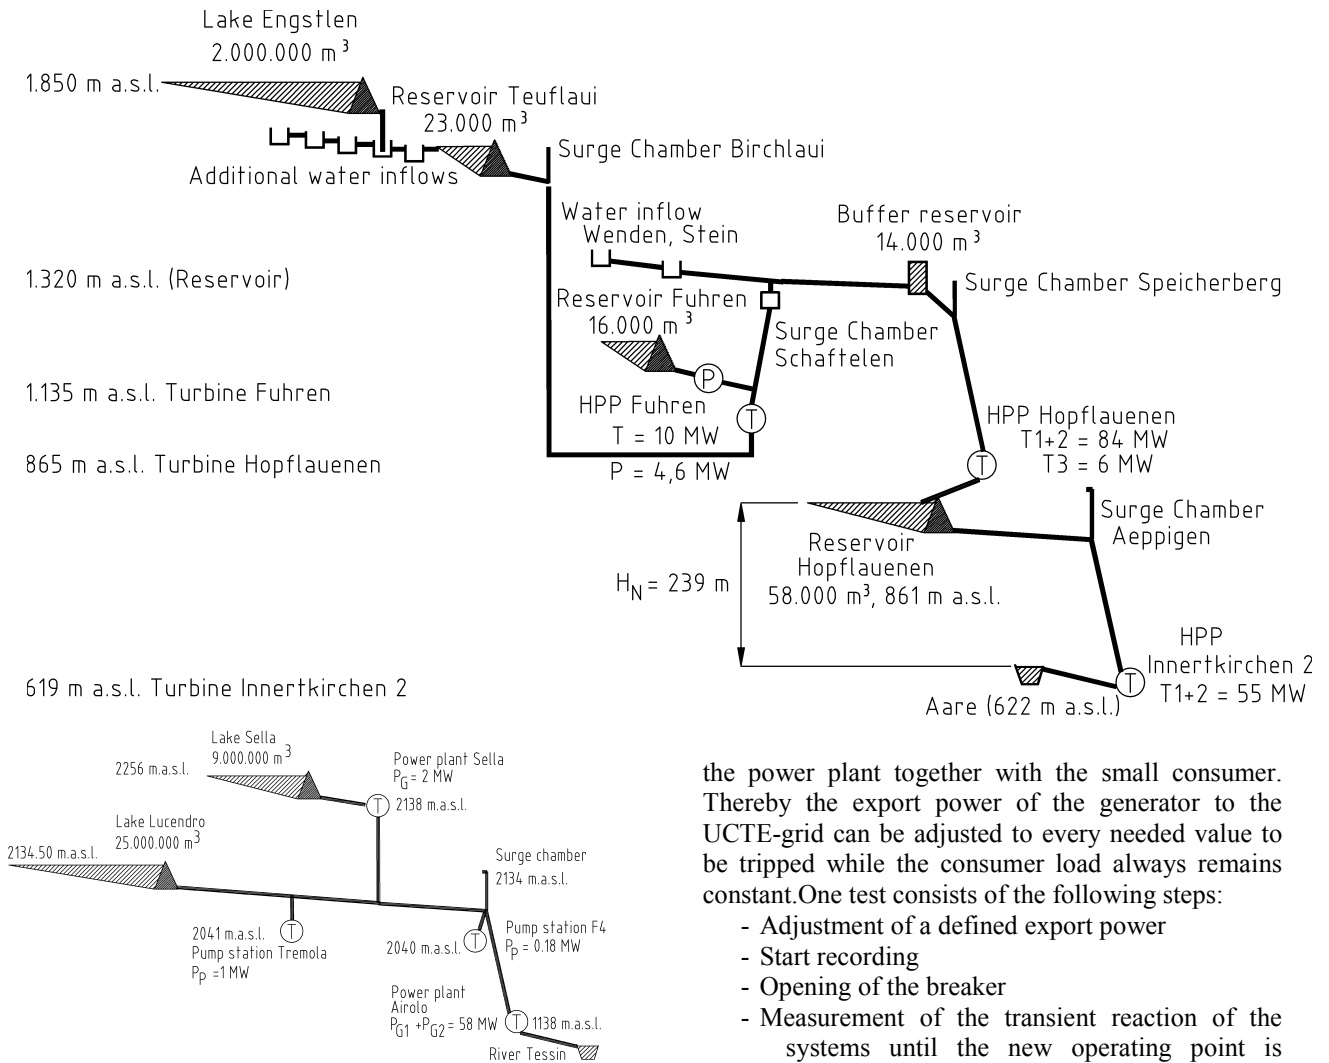 Lake Engstlen
2.000.000 m³
1.850 m a.s.l.
Reservoir Teuflaui
23.000 m³
Surge Chamber Birchlaui
Additional water inflows
Water inflow
Wenden, Stein
Buffer reservoir
14.000 m³
1.320 m a.s.l. (Reservoir)
Surge Chamber Speicherberg
Reservoir Fuhren
16.000 m³
Surge Chamber
Schaftelen
P
1.135 m a.s.l. Turbine Fuhren
HPP Fuhren
T = 10 MW
P = 4,6 MW
T
HPP Hopflauenen
T1+2 = 84 MW
T3 = 6 MW
T
865 m a.s.l. Turbine Hopflauenen
Surge Chamber
Aeppigen
Reservoir
Hopflauenen
58.000 m³, 861 m a.s.l.
H_N = 239 m
HPP
Innertkirchen 2
T1+2 = 55 MW
T
Aare (622 m a.s.l.)
619 m a.s.l. Turbine Innertkirchen 2
Lake Sella
9.000.000 m³
2256 m.a.s.l.
Power plant Sella
P_G = 2 MW
T
2138 m.a.s.l.
Lake Lucendro
25.000.000 m³
2134.50 m.a.s.l.
Surge chamber
2134 m.a.s.l.
2041 m.a.s.l.
T
Pump station Tremola
P_P =1 MW
2040 m.a.s.l.
T
Pump station F4
P_P = 0.18 MW
Power plant
Airolo
P_G1 +P_G2 = 58 MW
T
1138 m.a.s.l.
River Tessin
the power plant together with the small consumer.
Thereby the export power of the generator to the
UCTE-grid can be adjusted to every needed value to
be tripped while the consumer load always remains
constant.One test consists of the following steps:
- Adjustment of a defined export power
- Start recording
- Opening of the breaker
- Measurement of the transient reaction of the
systems until the new operating point is